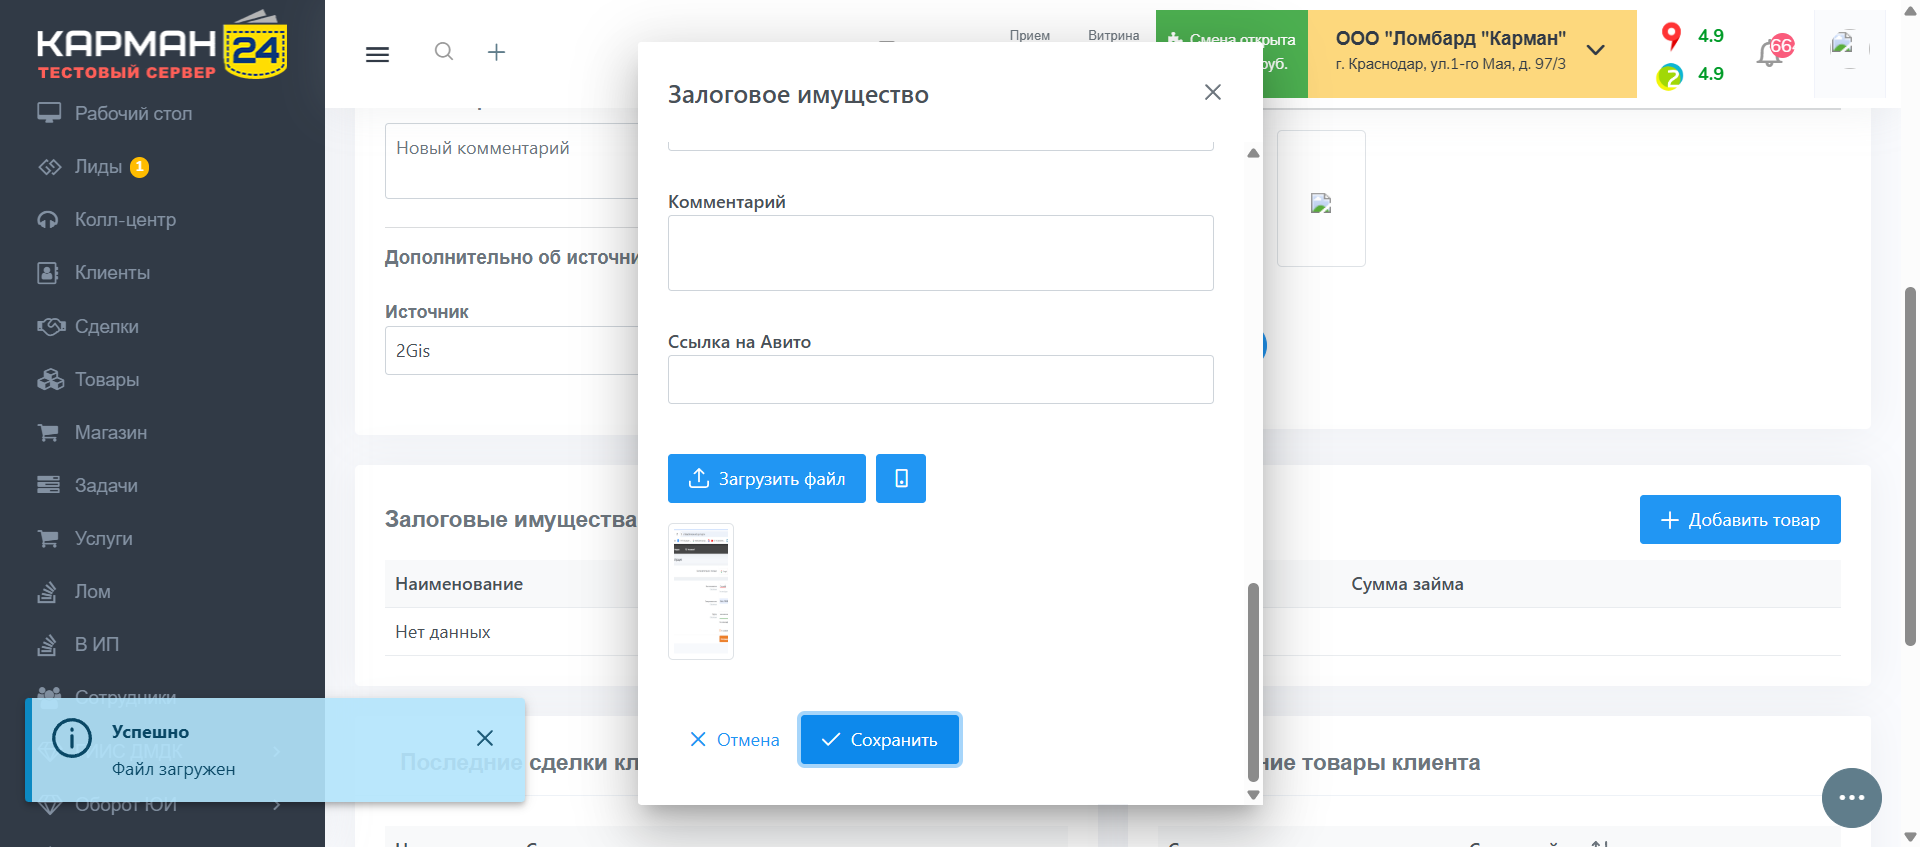 КАРМАН 24
ТЕСТОВЫЙ СЕРВЕР
Рабочий стол
Лиды 1
Колл-центр
Клиенты
Сделки
Товары
Магазин
Задачи
Услуги
Лом
В ИП
Сотрудники
Оборот ЮИ
Успешно
Файл загружен
Прием
Витрина
Смена открыта
руб.
ООО "Ломбард "Карман"
г. Краснодар, ул.1-го Мая, д. 97/3
4.9
4.9
66
Новый комментарий
Дополнительно об источни
Источник
2Gis
Залоговые имущества
Добавить товар
Наименование
Сумма займа
Нет данных
Последние сделки кл
ние товары клиента
Залоговое имущество
Комментарий
Ссылка на Авито
Загрузить файл
Отмена
Сохранить